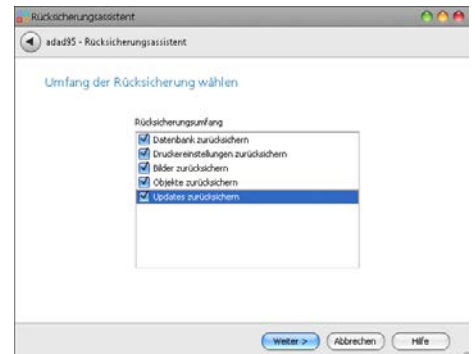 Rücksicherungsassistent
adad95 - Rücksicherungsassistent
Umfang der Rücksicherung wählen
Rücksicherungsumfang
Datenbank zurücksichern
Druckereinstellungen zurücksichern
Bilder zurücksichern
Objekte zurücksichern
Updates zurücksichern
Weiter >
Abbrechen
Hilfe